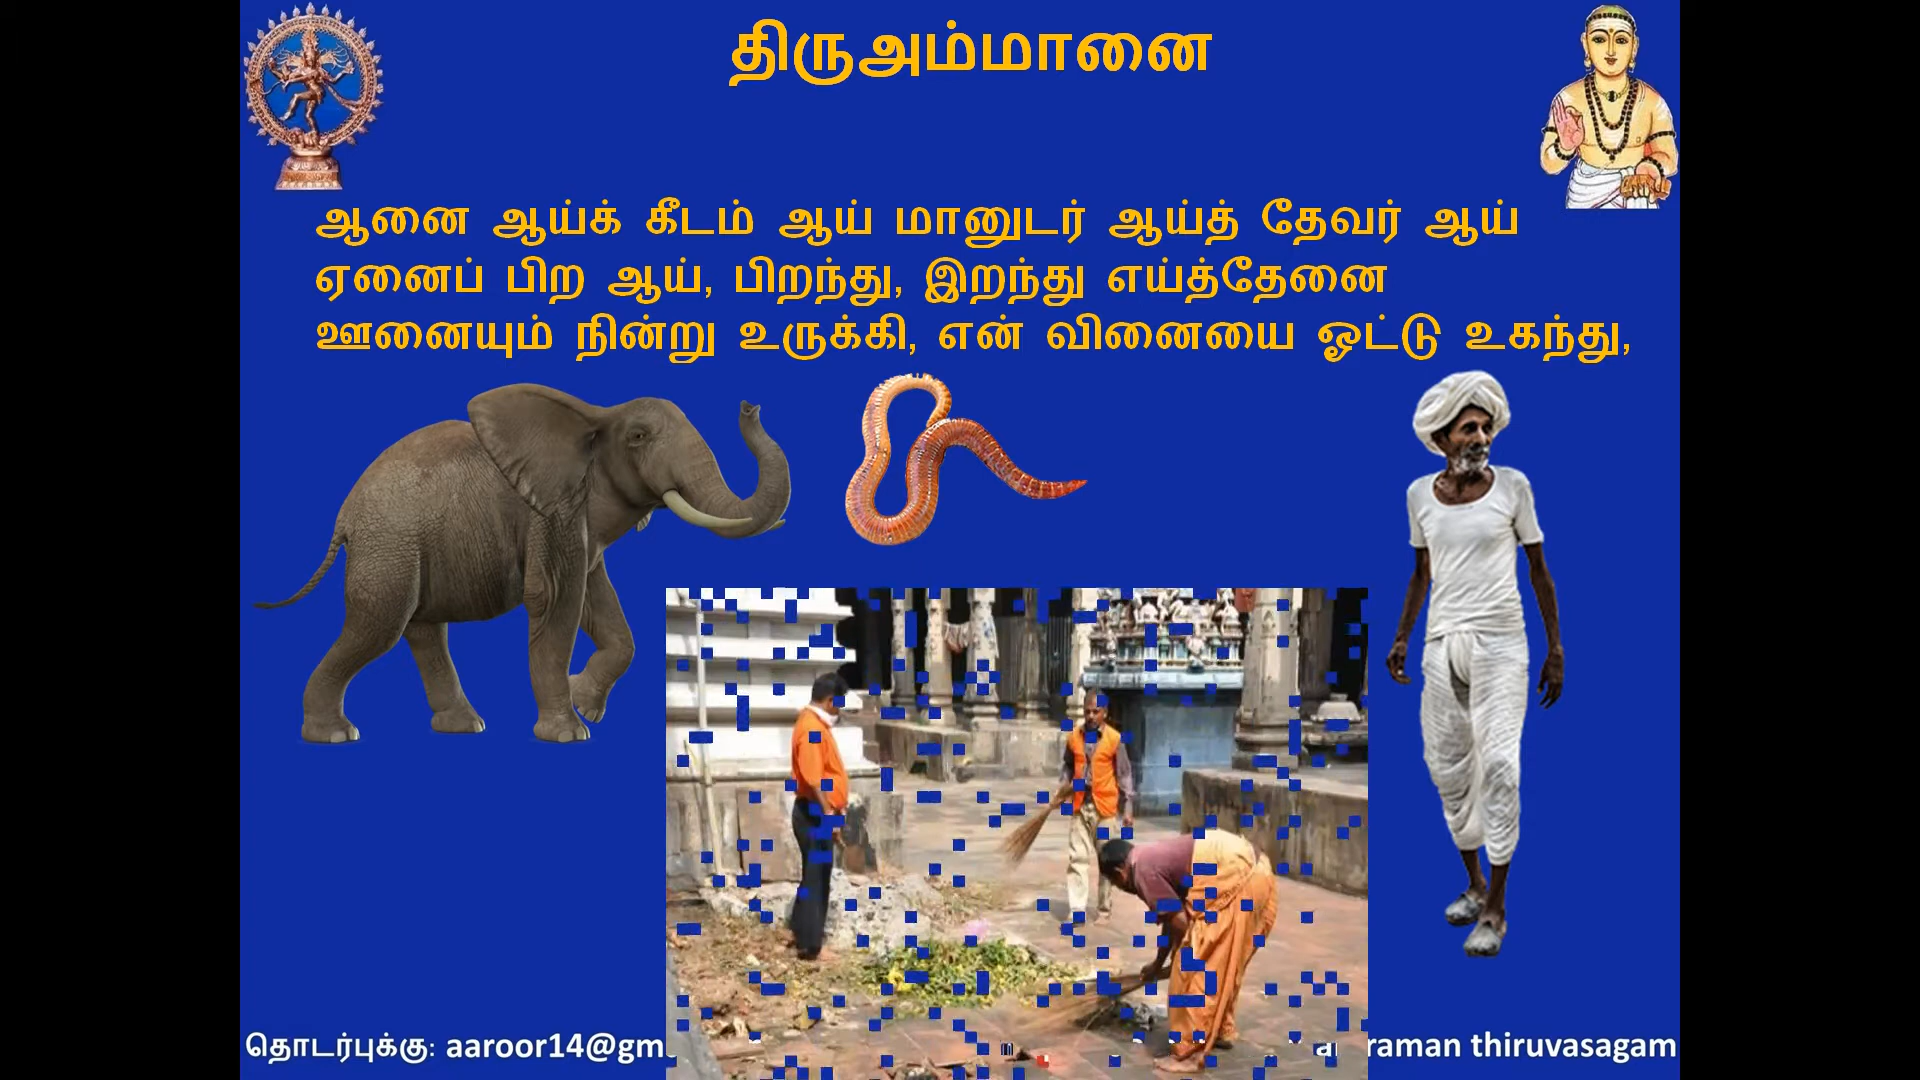 திருஅம்மானை
ஆனை ஆய்க் கீடம் ஆய் மானுடர் ஆய்த் தேவர் ஆய்
ஏனைப் பிற ஆய், பிறந்து, இறந்து எய்த்தேனை
ஊனையும் நின்று உருக்கி, என் வினையை ஓட்டு உகந்து,
தொடர்புக்கு: aaroor14@gm raman thiruvasagam